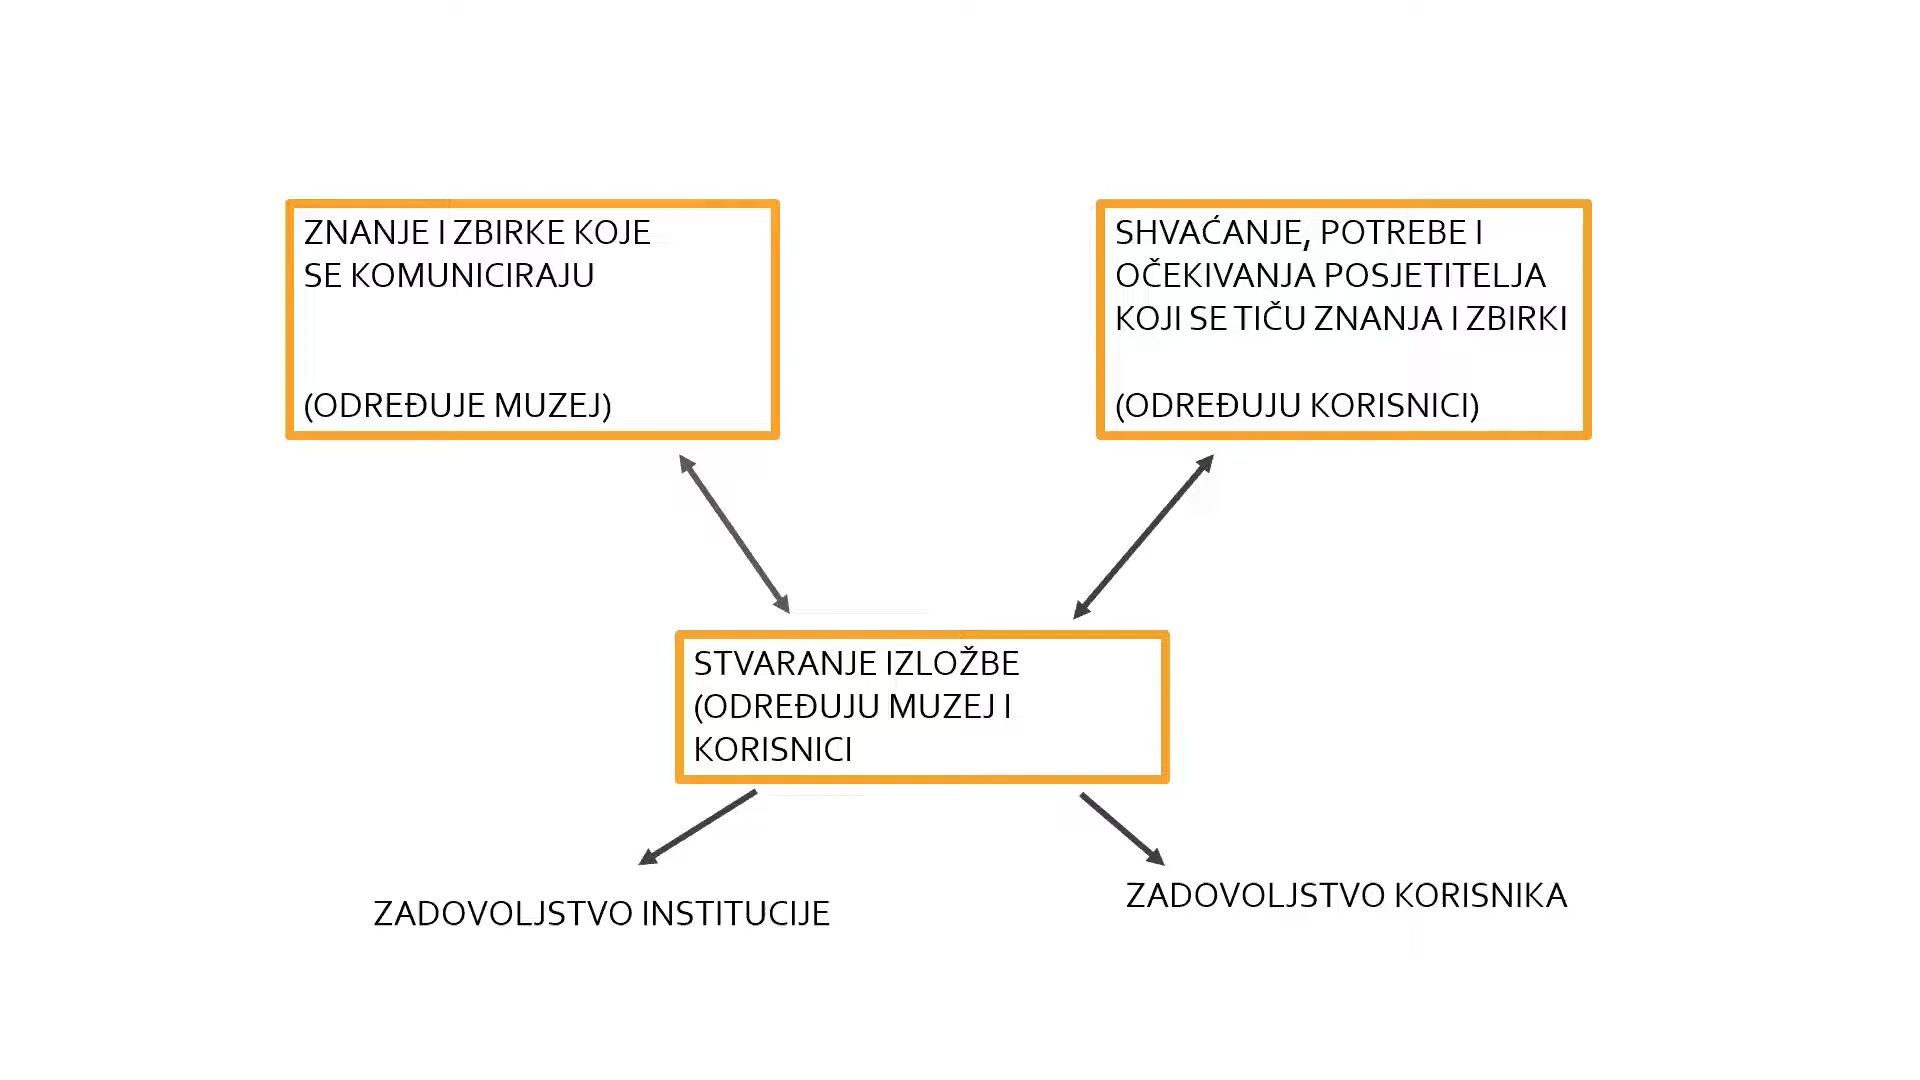 ZNANJE I ZBIRKE KOJE
SE KOMUNICIRAJU
(ODREĐUJE MUZEJ)
SHVAĆANJE, POTREBE I
OČEKIVANJA POSJETITELJA
KOJI SE TIČU ZNANJA I ZBIRKI
(ODREĐUJU KORISNICI)
STVARANJE IZLOŽBE
(ODREĐUJU MUZEJ I
KORISNICI
ZADOVOLJSTVO INSTITUCIJE
ZADOVOLJSTVO KORISNIKA